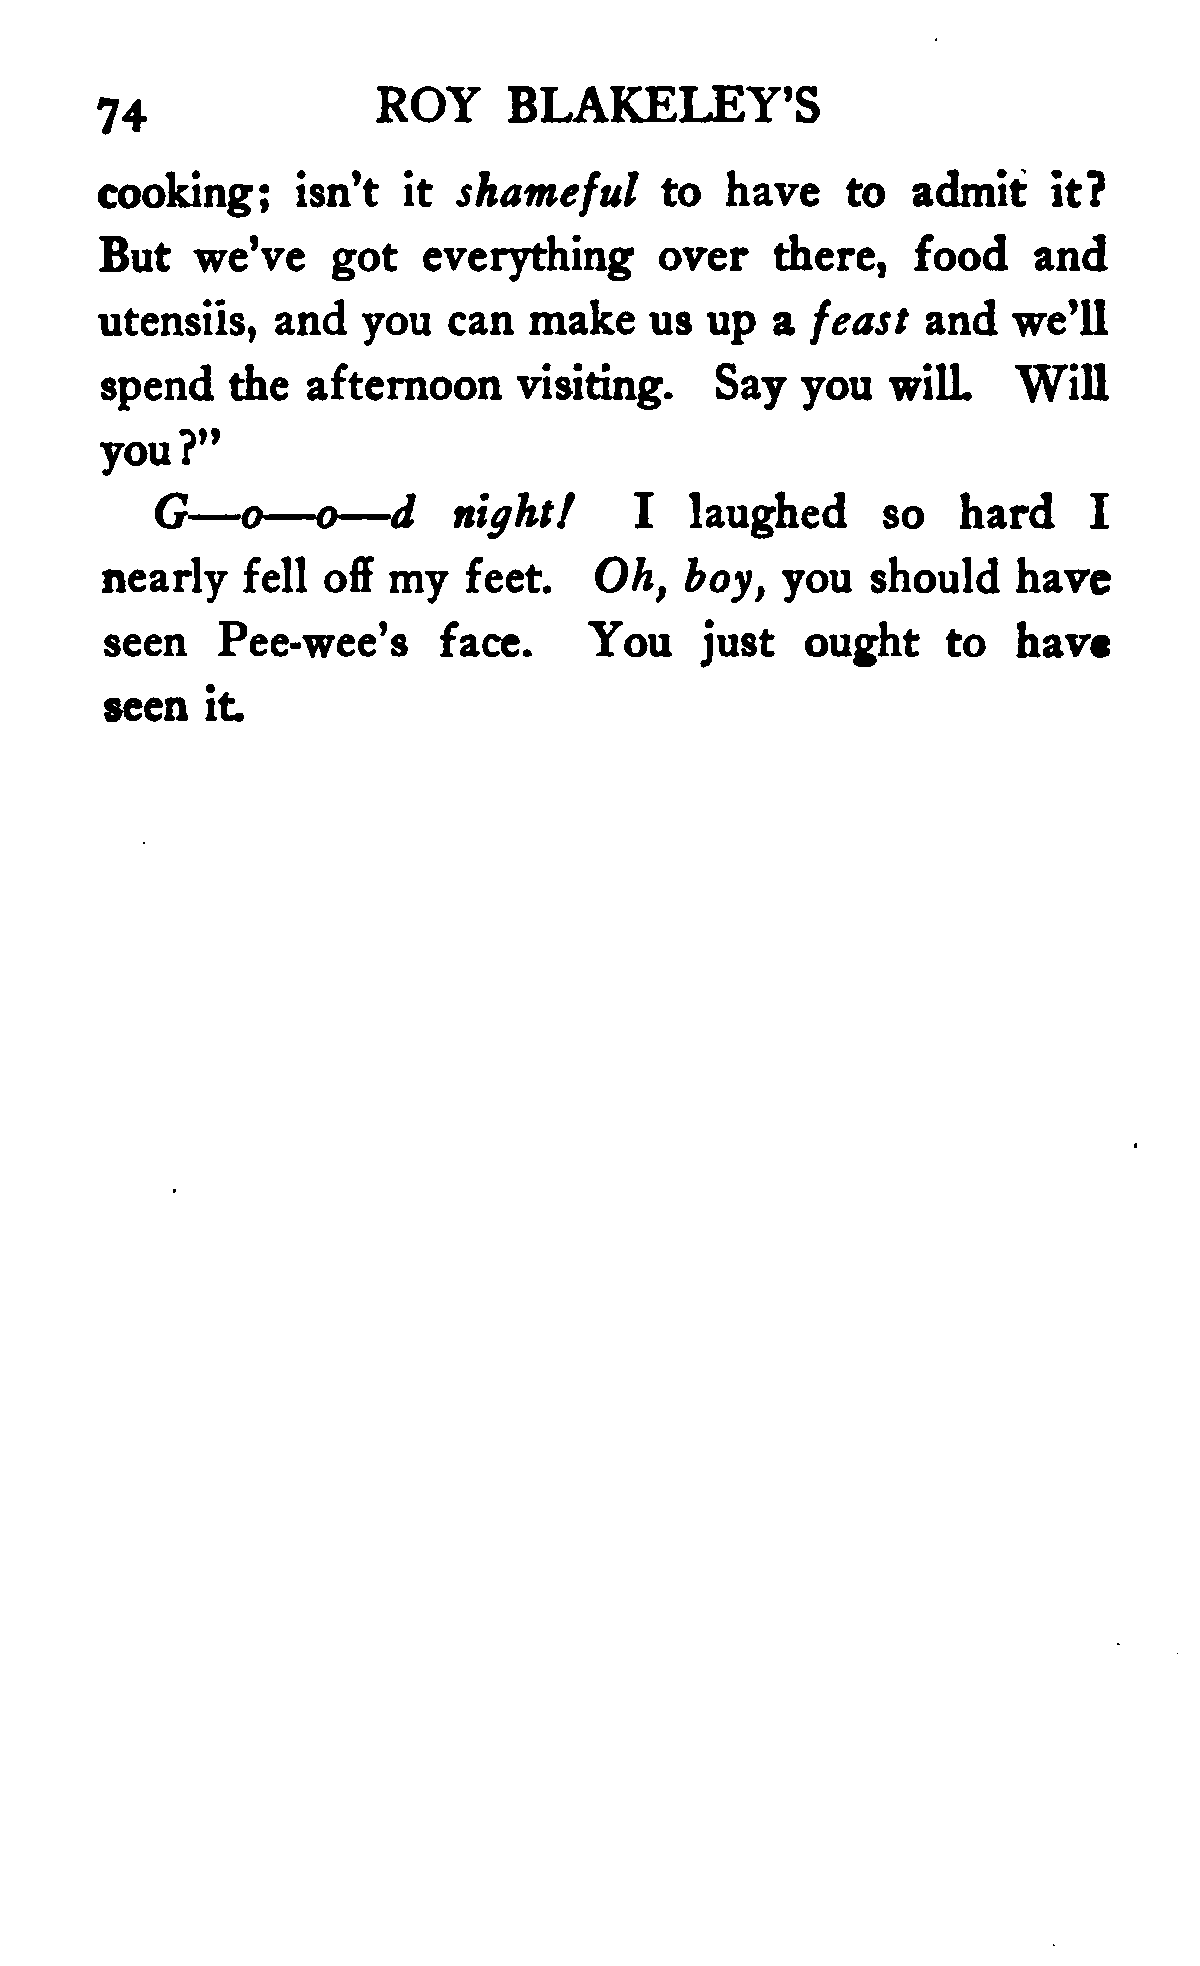 74 ROY BLAKELEY'S
cooking; isn't it shameful to have to admit it?
But we've got everything over there, food and
utensils, and you can make us up a feast and we'll
spend the afternoon visiting. Say you will. Will
you?"
G—o—o—d night! I laughed so hard I
nearly fell off my feet. Oh, boy, you should have
seen Pee-wee's face. You just ought to have
seen it.